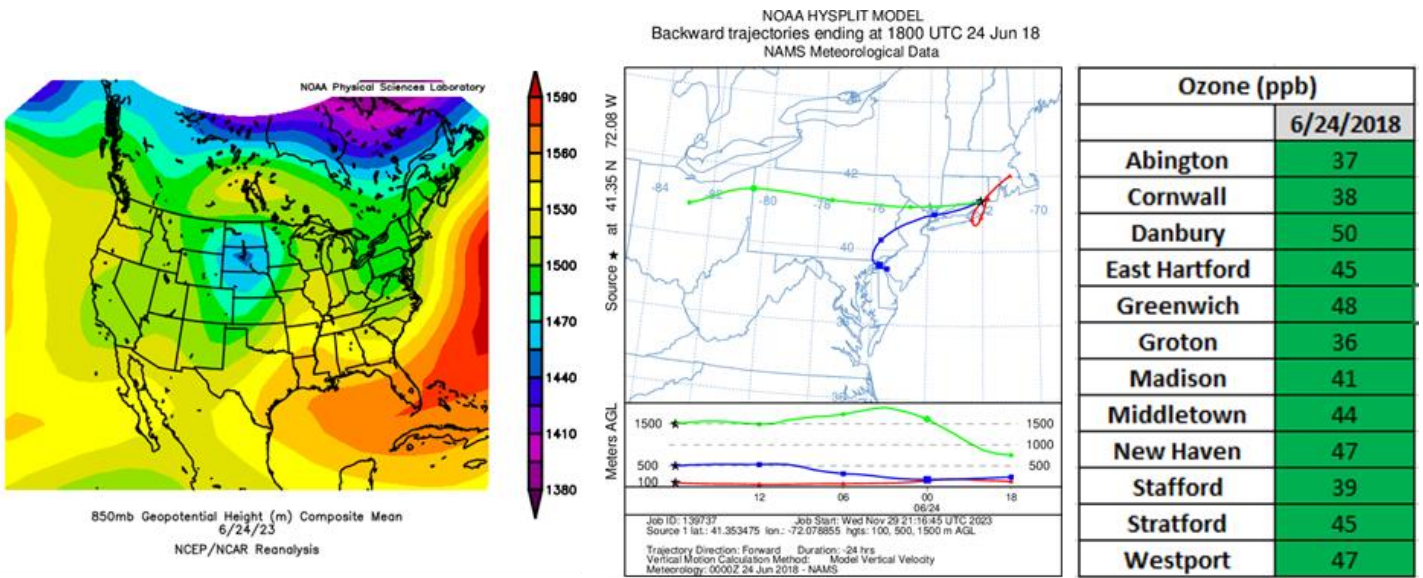 NOAA Physical Sciences Laboratory
1590
1560
1530
1500
1470
1440
1410
1380
850mb Geopotential Height (m) Composite Mean
6/24/23
NCEP/NCAR Reanalysis
NOAA HYSPLIT MODEL
Backward trajectories ending at 1800 UTC 24 Jun 18
NAMS Meteorological Data
Source ★ at 41.35 N 72.08 W
-84
-82
-80
-78
-76
-74
-72
-70
42
40
38
36
Meters AGL
1500
500
100
1500
1000
500
12 06 00 18
06/24
Job ID: 139737 Job Start: Wed Nov 29 21:16:45 UTC 2023
Source 1 lat.: 41.353475 lon.: -72.078855 hgts: 100, 500, 1500 m AGL
Trajectory Direction: Forward Duration: -24 hrs
Vertical Motion Calculation Method: Model Vertical Velocity
Meteorology: 0000Z 24 Jun 2018 - NAMS
Ozone (ppb)
6/24/2018
Abington 37
Cornwall 38
Danbury 50
East Hartford 45
Greenwich 48
Groton 36
Madison 41
Middletown 44
New Haven 47
Stafford 39
Stratford 45
Westport 47